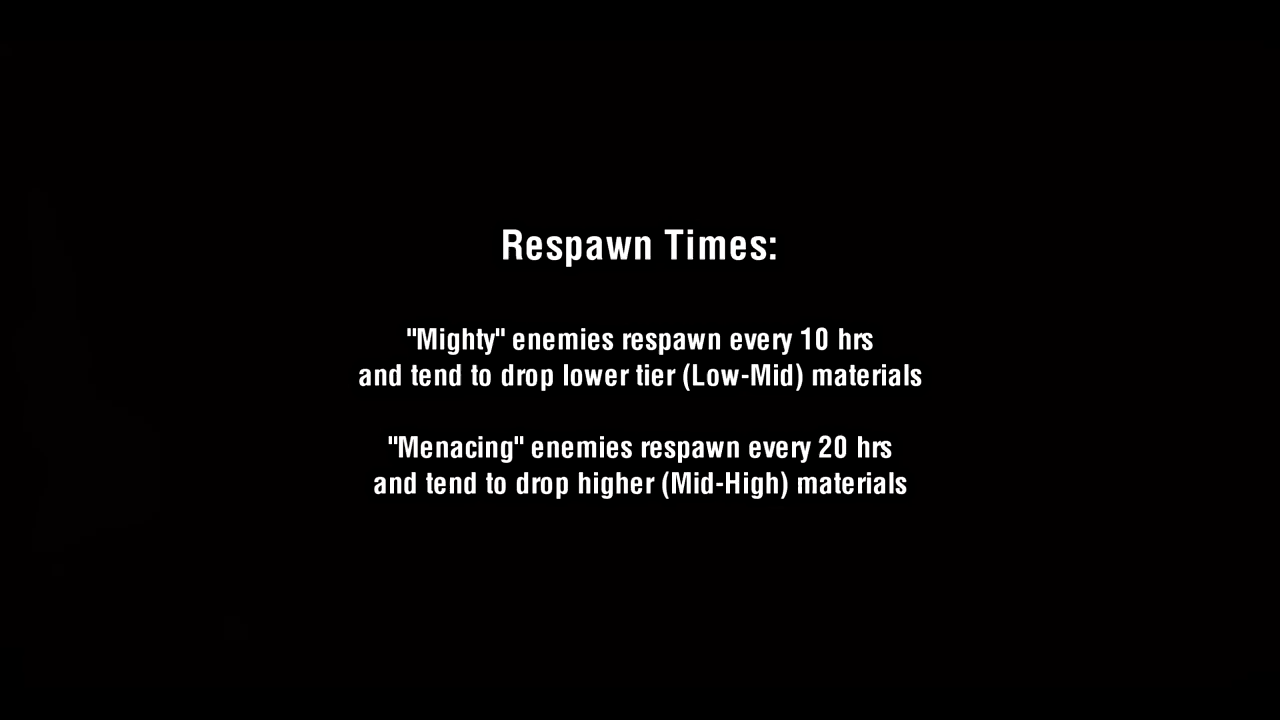 Respawn Times:
"Mighty" enemies respawn every 10 hrs
and tend to drop lower tier (Low-Mid) materials
"Menacing" enemies respawn every 20 hrs
and tend to drop higher (Mid-High) materials